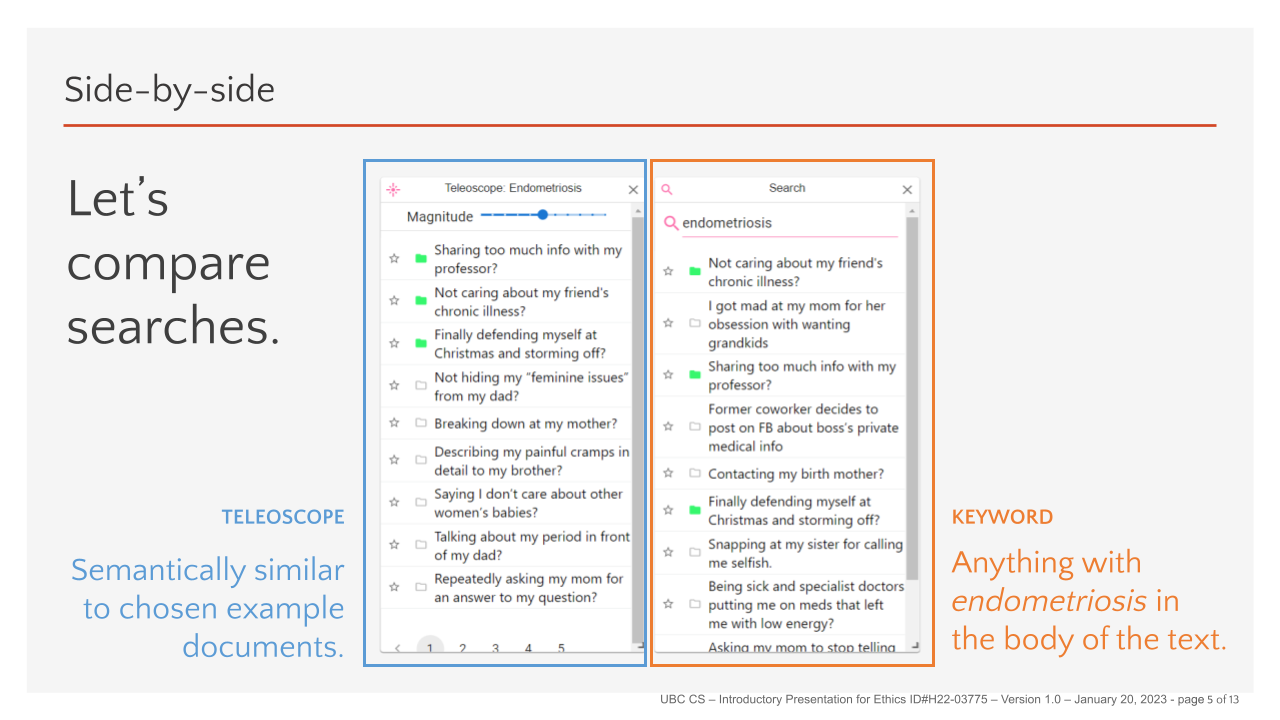 Side-by-side
Let’s
compare
searches.
TELEOSCOPE
Semantically similar
to chosen example
documents.
Teleoscope: Endometriosis
Magnitude
Sharing too much info with my
professor?
Not caring about my friend's
chronic illness?
Finally defending myself at
Christmas and storming off?
Not hiding my “feminine issues”
from my dad?
Breaking down at my mother?
Describing my painful cramps in
detail to my brother?
Saying I don’t care about other
women’s babies?
Talking about my period in front
of my dad?
Repeatedly asking my mom for
an answer to my question?
1 2 3 4 5
Search
endometriosis
Not caring about my friend's
chronic illness?
I got mad at my mom for her
obsession with wanting
grandkids
Sharing too much info with my
professor?
Former coworker decides to
post on FB about boss’s private
medical info
Contacting my birth mother?
Finally defending myself at
Christmas and storming off?
Snapping at my sister for calling
me selfish.
Being sick and specialist doctors
putting me on meds that left
me with low energy?
Asking my mom to stop telling
KEYWORD
Anything with
endometriosis in
the body of the text.
UBC CS – Introductory Presentation for Ethics ID#H22-03775 – Version 1.0 – January 20, 2023 - page 5 of 13